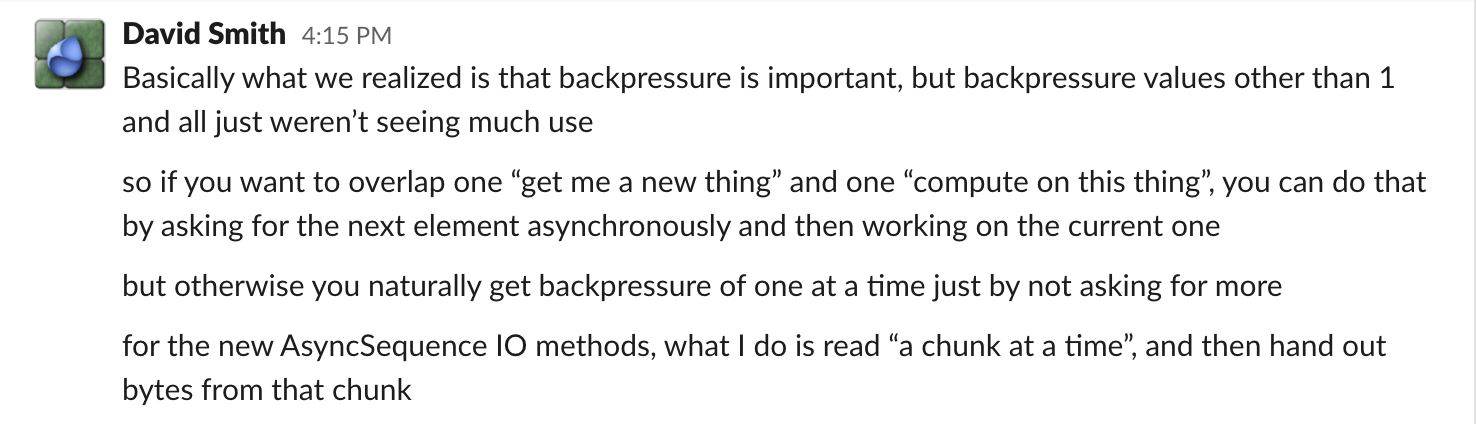 David Smith 4:15 PM
Basically what we realized is that backpressure is important, but backpressure values other than 1
and all just weren’t seeing much use
so if you want to overlap one “get me a new thing” and one “compute on this thing”, you can do that
by asking for the next element asynchronously and then working on the current one
but otherwise you naturally get backpressure of one at a time just by not asking for more
for the new AsyncSequence IO methods, what I do is read “a chunk at a time”, and then hand out
bytes from that chunk